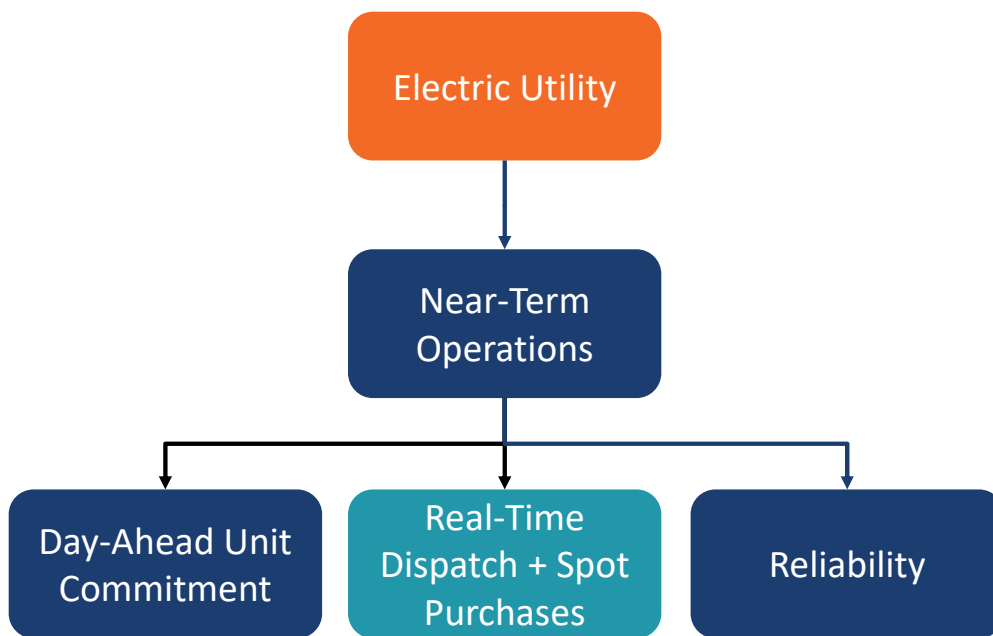 Electric Utility
Near-Term
Operations
Day-Ahead Unit
Commitment
Real-Time
Dispatch + Spot
Purchases
Reliability